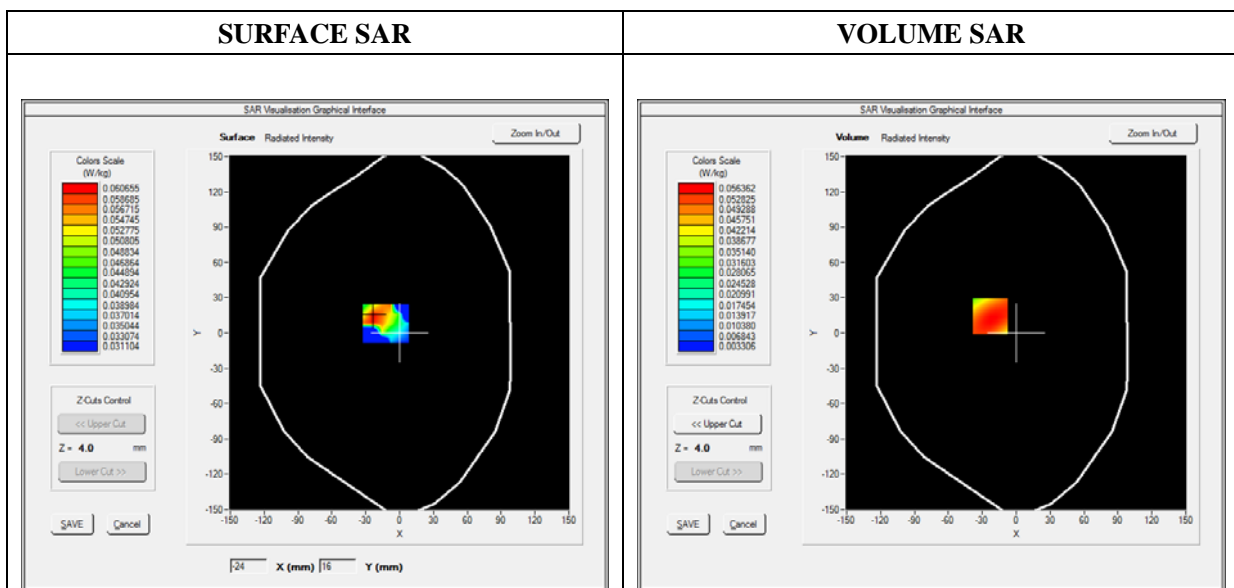 SURFACE SAR
VOLUME SAR
SAR Visualisation Graphical Interface
Surface Radiated Intensity
Zoom In/Out
Colors Scale
(W/kg)
0.060655
0.058685
0.056715
0.054745
0.052775
0.050805
0.048834
0.046864
0.044894
0.042924
0.040954
0.038984
0.037014
0.035044
0.033074
0.031104
Z-Cuts Control
<< Upper Cut
Z = 4.0 mm
Lower Cut >>
SAVE Cancel
150
120
90
60
30
0
-30
-60
-90
-120
-150
Y
-150 -120 -90 -60 -30 0 30 60 90 120 150
X
-24 X (mm) 16 Y (mm)
SAR Visualisation Graphical Interface
Volume Radiated Intensity
Zoom In/Out
Colors Scale
(W/kg)
0.056362
0.052825
0.049288
0.045751
0.042214
0.038677
0.035140
0.031603
0.028065
0.024528
0.020991
0.017454
0.013917
0.010380
0.006843
0.003306
Z-Cuts Control
<< Upper Cut
Z = 4.0 mm
Lower Cut >>
SAVE Cancel
150
120
90
60
30
0
-30
-60
-90
-120
-150
Y
-150 -120 -90 -60 -30 0 30 60 90 120 150
X